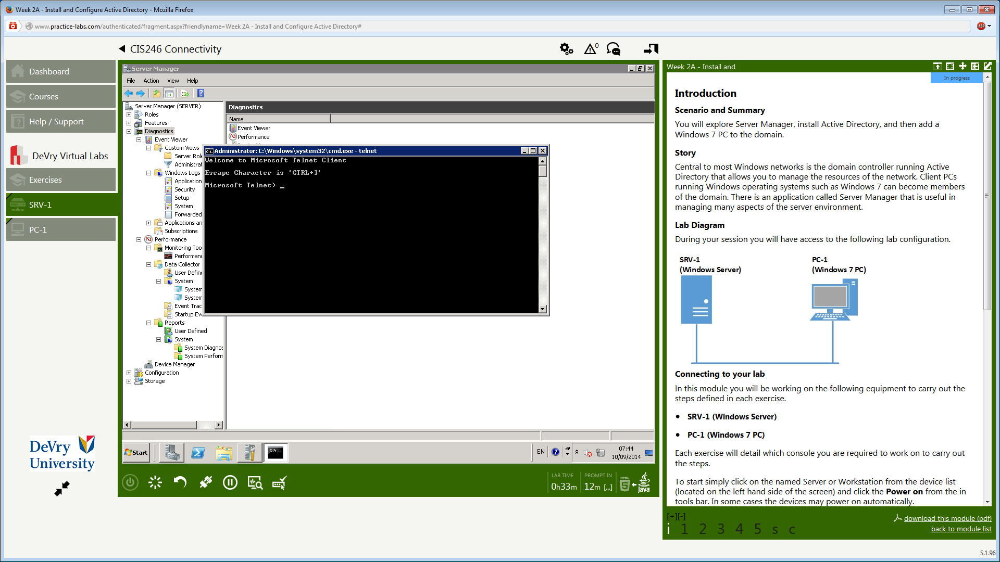 Week 2A - Install and Configure Active Directory - Mozilla Firefox
www.practice-labs.com/authenticated/fragment.aspx?friendlyname=Week 2A - Install and Configure Active Directory#
ABP
CIS246 Connectivity
0
Dashboard
Courses
Help / Support
DeVry Virtual Labs
Exercises
SRV-1
PC-1
DeVry
University
Server Manager
File Action View Help
Server Manager (SERVER)
Roles
Features
Diagnostics
Event Viewer
Custom Views
Server Role
Administrat
Windows Logs
Application
Security
Setup
System
Forwarded
Applications an
Subscriptions
Performance
Monitoring Too
Performanc
Data Collector
User Define
System
System
System
Event Trac
Startup Eve
Reports
User Defined
System
System Diagnos
System Perform
Device Manager
Configuration
Storage
Diagnostics
Name
Event Viewer
Performance
Administrator: C:\Windows\system32\cmd.exe - telnet
Welcome to Microsoft Telnet Client
Escape Character is 'CTRL+]'
Microsoft Telnet> _
Start
EN
07:44
10/09/2014
LAB TIME
0h33m
PROMPT IN
12m [...]
HTML
5
Java
Week 2A - Install and
In progress
Introduction
Scenario and Summary
You will explore Server Manager, install Active Directory, and then add a
Windows 7 PC to the domain.
Story
Central to most Windows networks is the domain controller running Active
Directory that allows you to manage the resources of the network. Client PCs
running Windows operating systems such as Windows 7 can become members
of the domain. There is an application called Server Manager that is useful in
managing many aspects of the server environment.
Lab Diagram
During your session you will have access to the following lab configuration.
SRV-1
(Windows Server)
PC-1
(Windows 7 PC)
Connecting to your lab
In this module you will be working on the following equipment to carry out the
steps defined in each exercise.
• SRV-1 (Windows Server)
• PC-1 (Windows 7 PC)
Each exercise will detail which console you are required to work on to carry out
the steps.
To start simply click on the named Server or Workstation from the device list
(located on the left hand side of the screen) and click the Power on from the in
tools bar. In some cases the devices may power on automatically.
[+][-]
i 1 2 3 4 5 s c
download this module (pdf)
back to module list
S.1.96